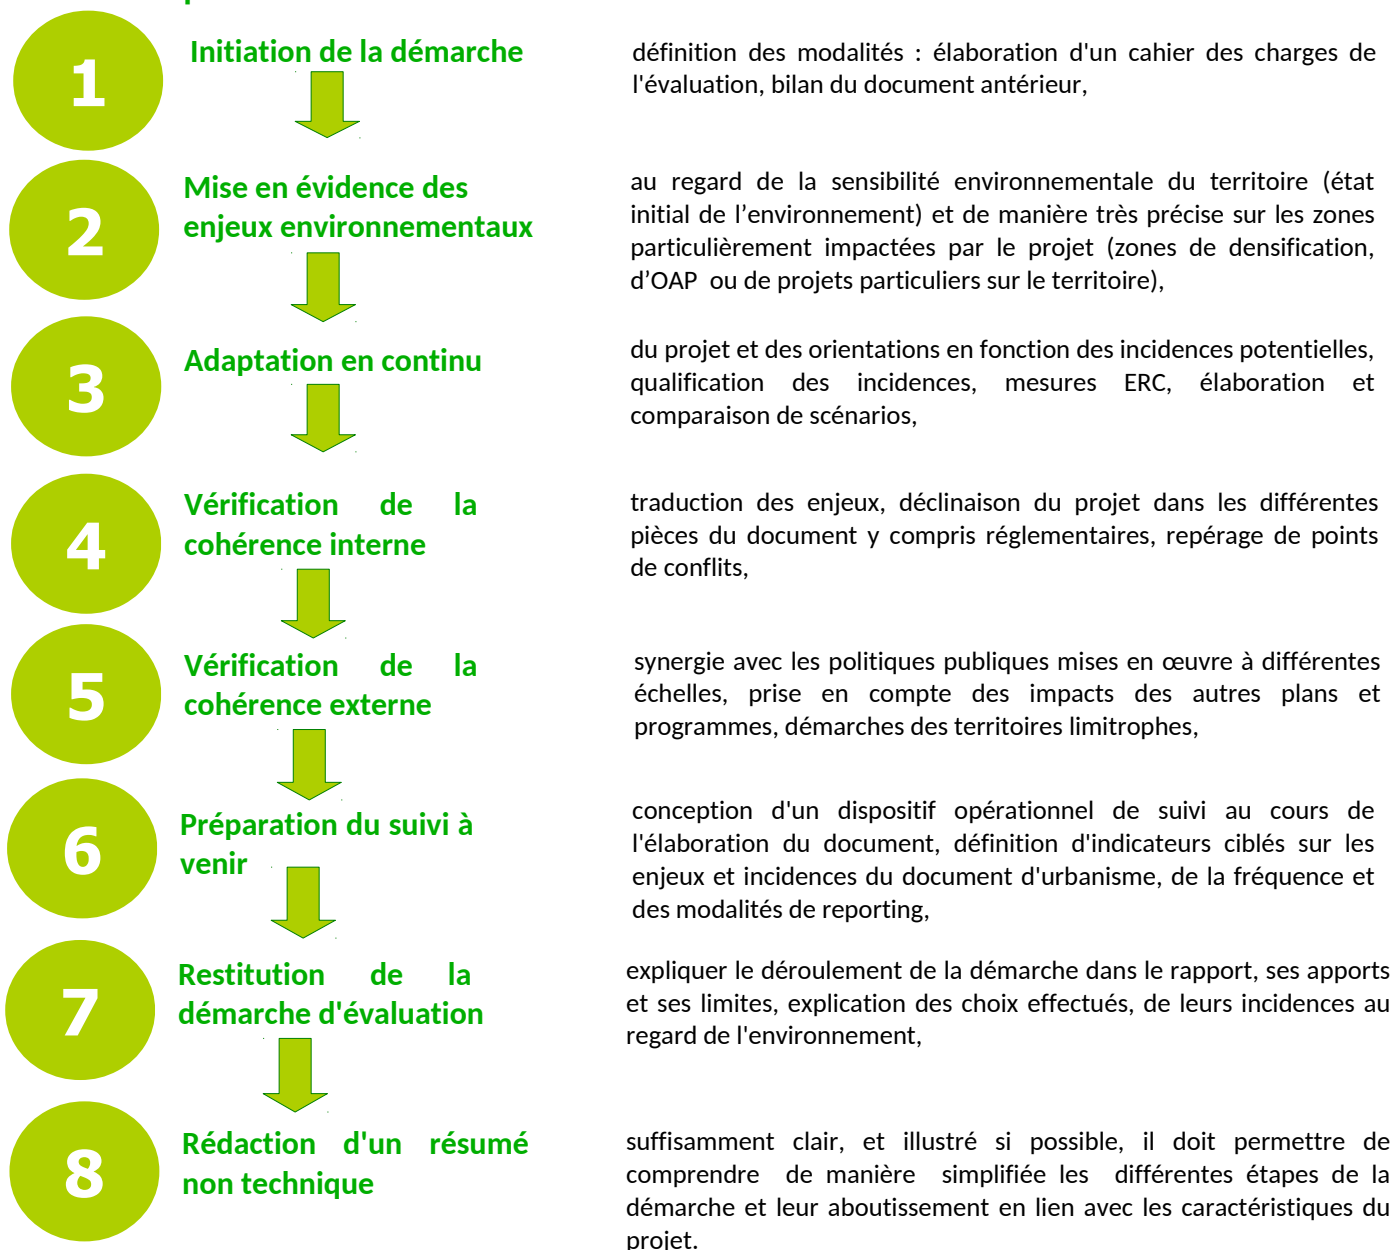 1
Initiation de la démarche
définition des modalités : élaboration d'un cahier des charges de
l'évaluation, bilan du document antérieur,
2
Mise en évidence des
enjeux environnementaux
au regard de la sensibilité environnementale du territoire (état
initial de l’environnement) et de manière très précise sur les zones
particulièrement impactées par le projet (zones de densification,
d’OAP ou de projets particuliers sur le territoire),
3
Adaptation en continu
du projet et des orientations en fonction des incidences potentielles,
qualification des incidences, mesures ERC, élaboration et
comparaison de scénarios,
4
Vérification de la
cohérence interne
traduction des enjeux, déclinaison du projet dans les différentes
pièces du document y compris réglementaires, repérage de points
de conflits,
5
Vérification de la
cohérence externe
synergie avec les politiques publiques mises en œuvre à différentes
échelles, prise en compte des impacts des autres plans et
programmes, démarches des territoires limitrophes,
6
Préparation du suivi à
venir
conception d'un dispositif opérationnel de suivi au cours de
l'élaboration du document, définition d'indicateurs ciblés sur les
enjeux et incidences du document d'urbanisme, de la fréquence et
des modalités de reporting,
7
Restitution de la
démarche d'évaluation
expliquer le déroulement de la démarche dans le rapport, ses apports
et ses limites, explication des choix effectués, de leurs incidences au
regard de l'environnement,
8
Rédaction d'un résumé
non technique
suffisamment clair, et illustré si possible, il doit permettre de
comprendre de manière simplifiée les différentes étapes de la
démarche et leur aboutissement en lien avec les caractéristiques du
projet.